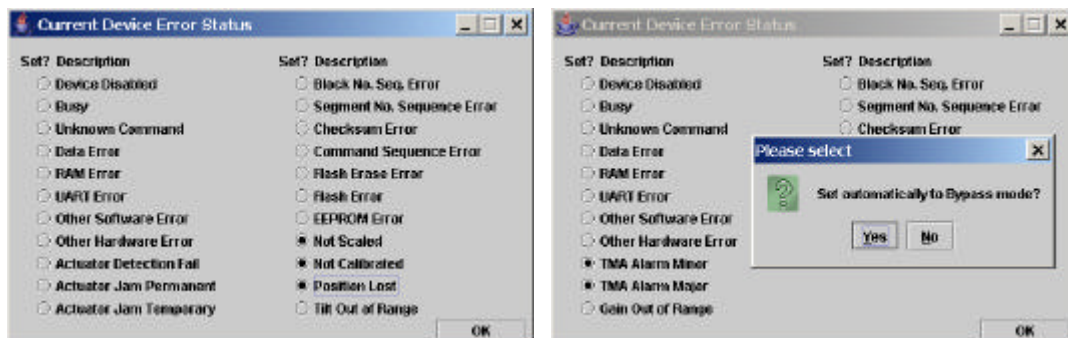 Current Device Error Status
Set? Description
Device Disabled
Busy
Unknown Command
Data Error
RAM Error
UART Error
Other Software Error
Other Hardware Error
Actuator Detection Fail
Actuator Jam Permanent
Actuator Jam Temporary
Set? Description
Block No. Seq. Error
Segment No. Sequence Error
Checksum Error
Command Sequence Error
Flash Erase Error
Flash Error
EEPROM Error
Not Scaled
Not Calibrated
Position Lost
Tilt Out of Range
OK
Current Device Error Status
Set? Description
Device Disabled
Busy
Unknown Command
Data Error
RAM Error
UART Error
Other Software Error
Other Hardware Error
TMA Alarm Minor
TMA Alarm Major
Gain Out of Range
Set? Description
Block No. Seq. Error
Segment No. Sequence Error
Checksum Error
Please select
Set automatically to Bypass mode?
Yes
No
OK